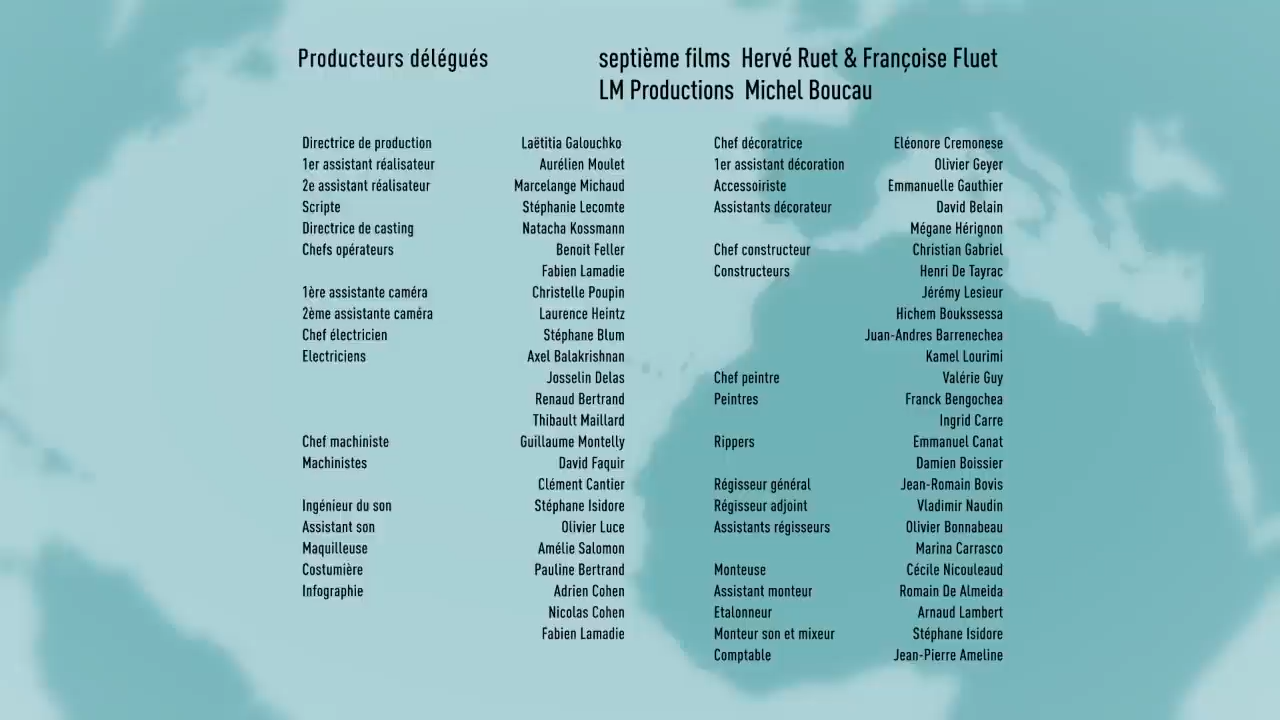 Producteurs délégués septième films Hervé Ruet & Françoise Fluet
LM Productions Michel Boucau
Directrice de production Laëtitia Galouchko
1er assistant réalisateur Aurélien Moulet
2e assistant réalisateur Marcelange Michaud
Scripte Stéphanie Lecomte
Directrice de casting Natacha Kossmann
Chefs opérateurs Benoit Feller
Fabien Lamadie
1ère assistante caméra Christelle Poupin
2ème assistante caméra Laurence Heintz
Chef électricien Stéphane Blum
Electriciens Axel Balakrishnan
Josselin Delas
Renaud Bertrand
Thibault Maillard
Chef machiniste Guillaume Montelly
Machinistes David Faquir
Clément Cantier
Ingénieur du son Stéphane Isidore
Assistant son Olivier Luce
Maquilleuse Amélie Salomon
Costumière Pauline Bertrand
Infographie Adrien Cohen
Nicolas Cohen
Fabien Lamadie
Chef décoratrice Eléonore Cremonese
1er assistant décoration Olivier Geyer
Accessoiriste Emmanuelle Gauthier
Assistants décorateur David Belain
Mégane Hérignon
Chef constructeur Christian Gabriel
Constructeurs Henri De Tayrac
Jérémy Lesieur
Hichem Boukssessa
Juan-Andres Barrenechea
Kamel Lourimi
Chef peintre Valérie Guy
Peintres Franck Bengochea
Ingrid Carre
Rippers Emmanuel Canat
Damien Boissier
Régisseur général Jean-Romain Bovis
Régisseur adjoint Vladimir Naudin
Assistants régisseurs Olivier Bonnabeau
Marina Carrasco
Monteuse Cécile Nicouleaud
Assistant monteur Romain De Almeida
Etalonneur Arnaud Lambert
Monteur son et mixeur Stéphane Isidore
Comptable Jean-Pierre Ameline